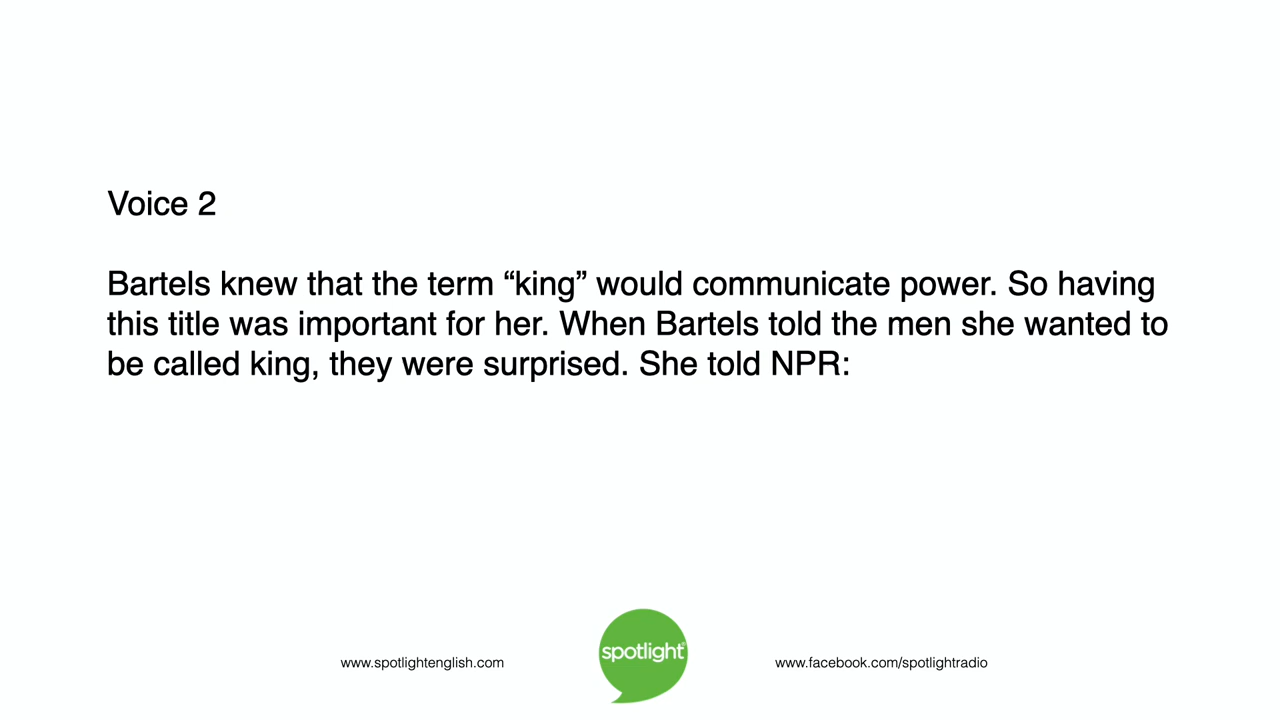 Voice 2
Bartels knew that the term “king” would communicate power. So having
this title was important for her. When Bartels told the men she wanted to
be called king, they were surprised. She told NPR:
www.spotlightenglish.com
spotlight®
www.facebook.com/spotlightradio